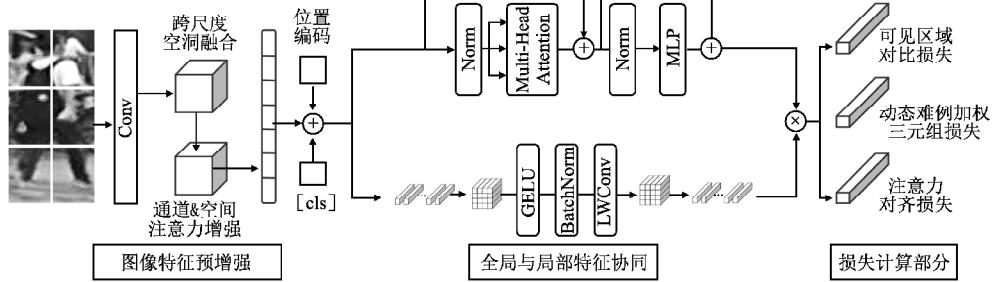 Conv
跨尺度
空洞融合
通道&空间
注意力增强
位置
编码
[cls]
Norm
Multi-Head
Attention
Norm
MLP
GELU
BatchNorm
LWConv
可见区域
对比损失
动态难例加权
三元组损失
注意力
对齐损失
图像特征预增强
全局与局部特征协同
损失计算部分